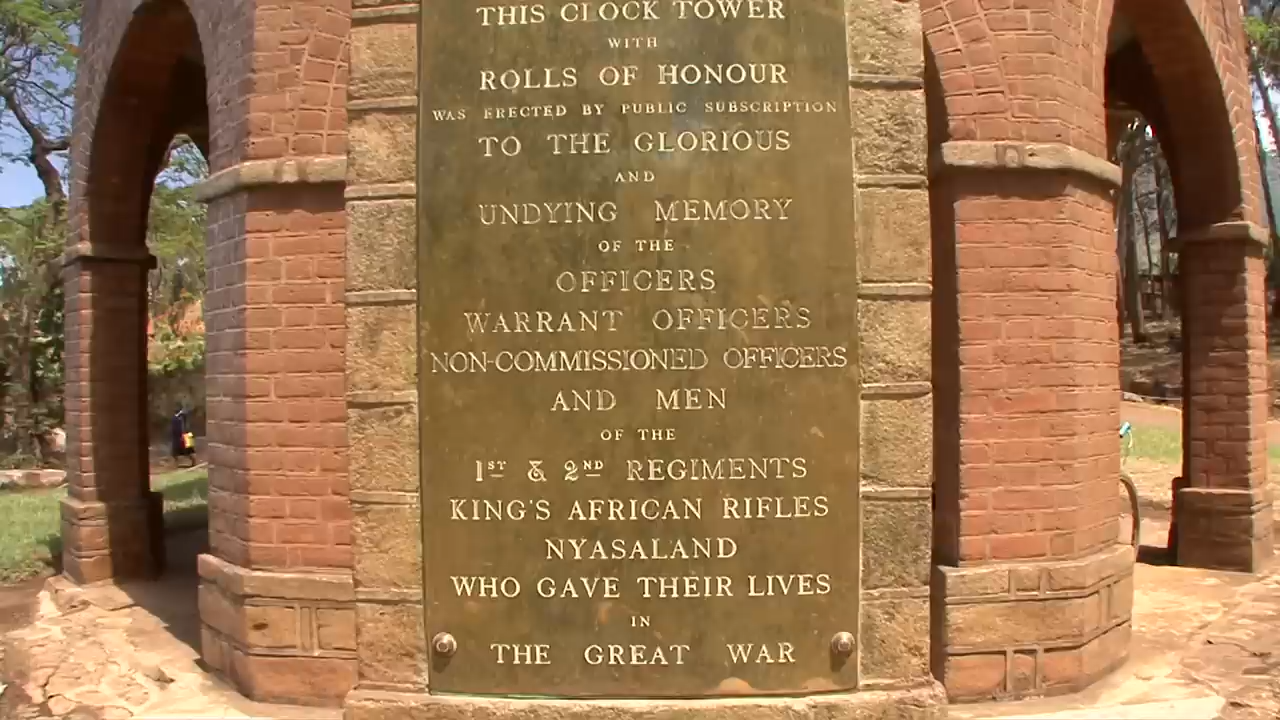 THIS CLOCK TOWER
WITH
ROLLS OF HONOUR
WAS ERECTED BY PUBLIC SUBSCRIPTION
TO THE GLORIOUS
AND
UNDYING MEMORY
OF THE
OFFICERS
WARRANT OFFICERS
NON-COMMISSIONED OFFICERS
AND MEN
OF THE
1ST & 2ND REGIMENTS
KING'S AFRICAN RIFLES
NYASALAND
WHO GAVE THEIR LIVES
IN
THE GREAT WAR